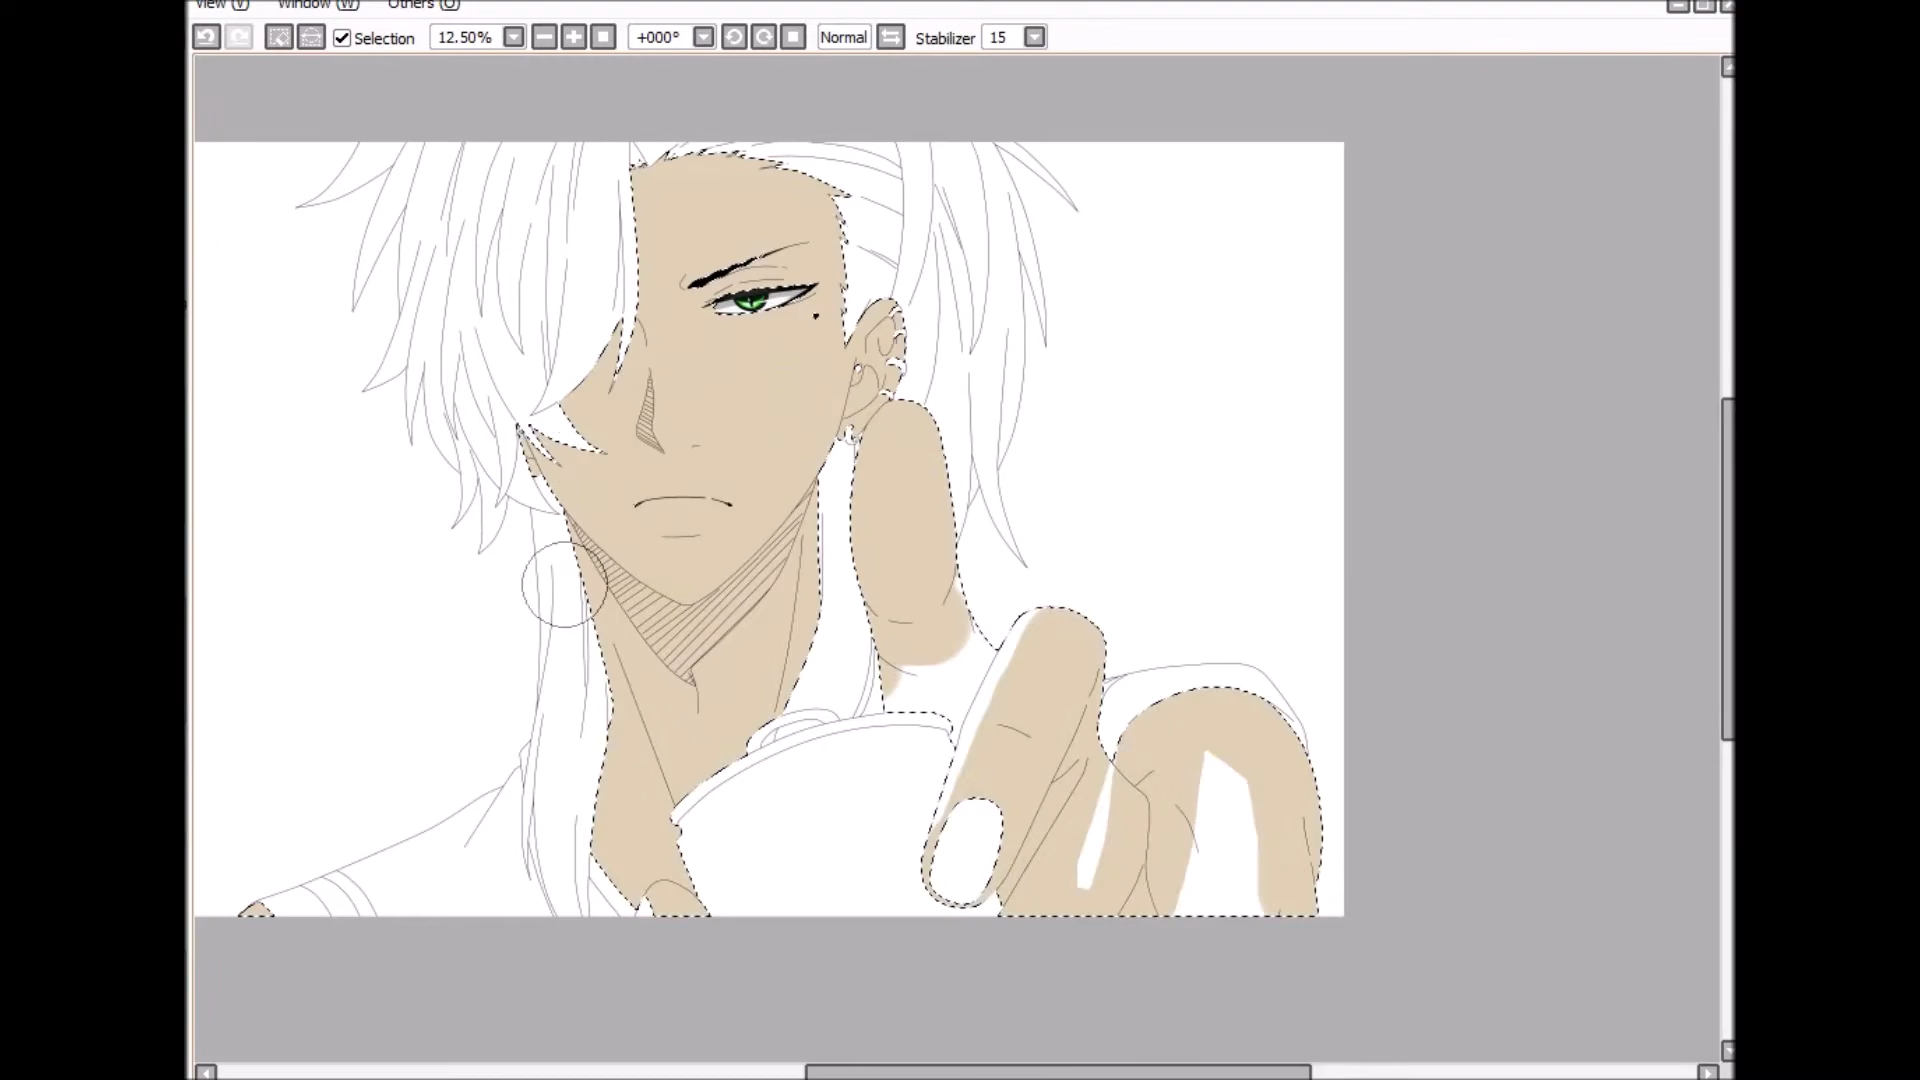 View (V) Window (W) Others (O)
Selection 12.50% +000° Normal Stabilizer 15